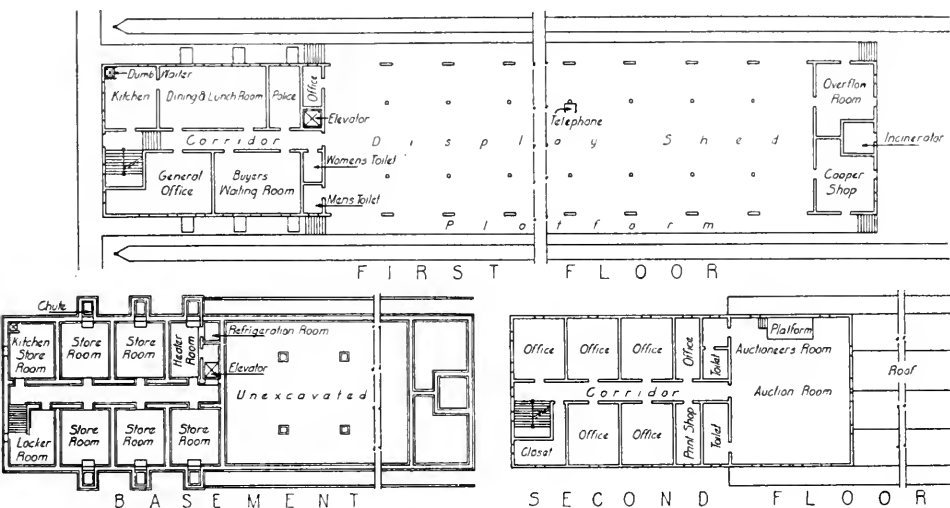 Dumb Waiter
Kitchen
Dining & Lunch Room
Police
Office
Elevator
Corridor
General
Office
Buyers
Waiting Room
Womens Toilet
Mens Toilet
Telephone
Display Shed
Platform
Overflow
Room
Incinerator
Cooper
Shop
FIRST FLOOR
Chute
Kitchen
Store
Room
Store
Room
Store
Room
Heater
Room
Refrigeration Room
Elevator
Unexcavated
Locker
Room
Store
Room
Store
Room
Store
Room
BASEMENT
Office
Office
Office
Office
Toilet
Platform
Auctioneers Room
Roof
Corridor
Auction Room
Closet
Office
Office
Print Shop
Toilet
SECOND FLOOR